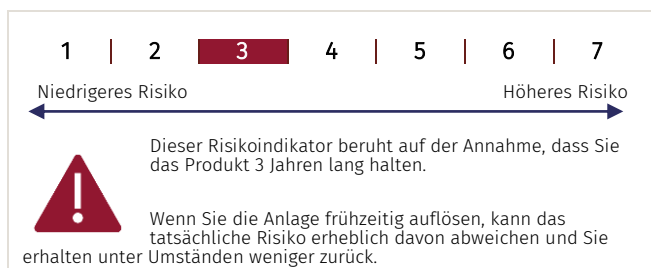 1 | 2 | 3 | 4 | 5 | 6 | 7
Niedrigeres Risiko Höheres Risiko
Dieser Risikoindikator beruht auf der Annahme, dass Sie
das Produkt 3 Jahren lang halten.
Wenn Sie die Anlage frühzeitig auflösen, kann das
tatsächliche Risiko erheblich davon abweichen und Sie
erhalten unter Umständen weniger zurück.